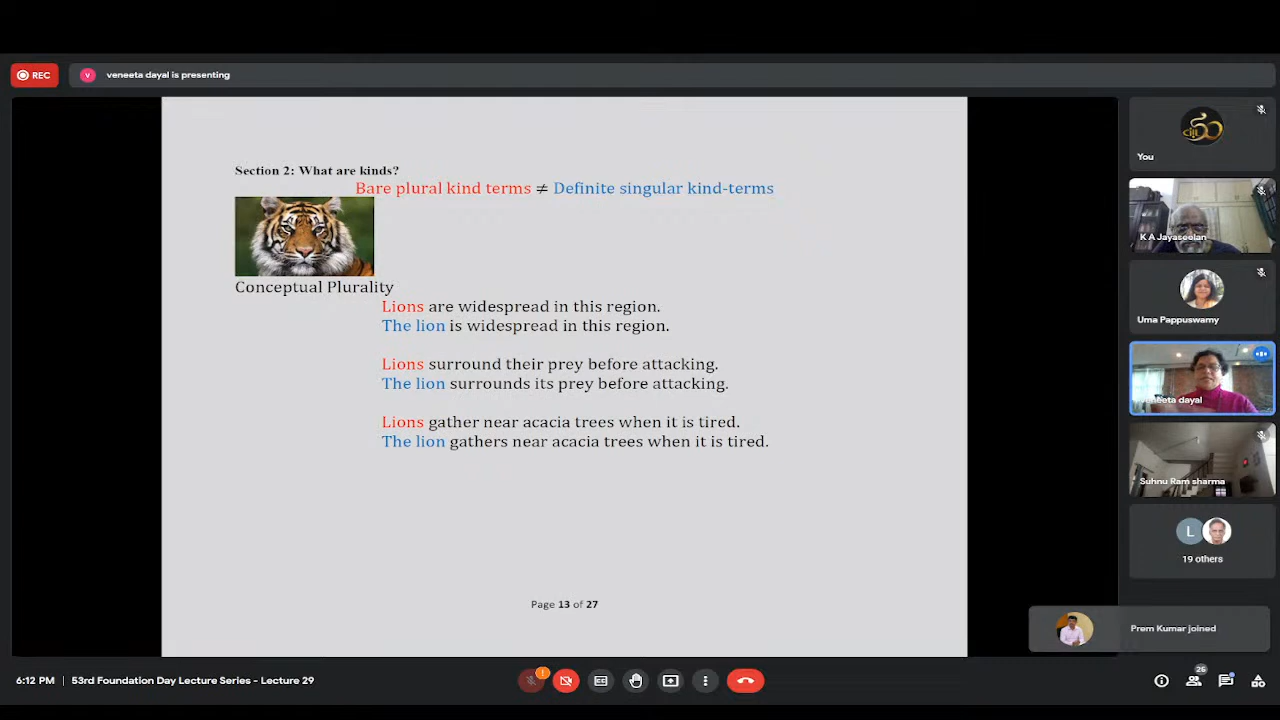 REC
v veneeta dayal is presenting
Section 2: What are kinds?
Bare plural kind terms ≠ Definite singular kind-terms
Conceptual Plurality
Lions are widespread in this region.
The lion is widespread in this region.
Lions surround their prey before attacking.
The lion surrounds its prey before attacking.
Lions gather near acacia trees when it is tired.
The lion gathers near acacia trees when it is tired.
Page 13 of 27
You
K A Jayaseelan
Uma Pappuswamy
veneeta dayal
Suhnu Ram sharma
L
19 others
Prem Kumar joined
6:12 PM | 53rd Foundation Day Lecture Series - Lecture 29
26